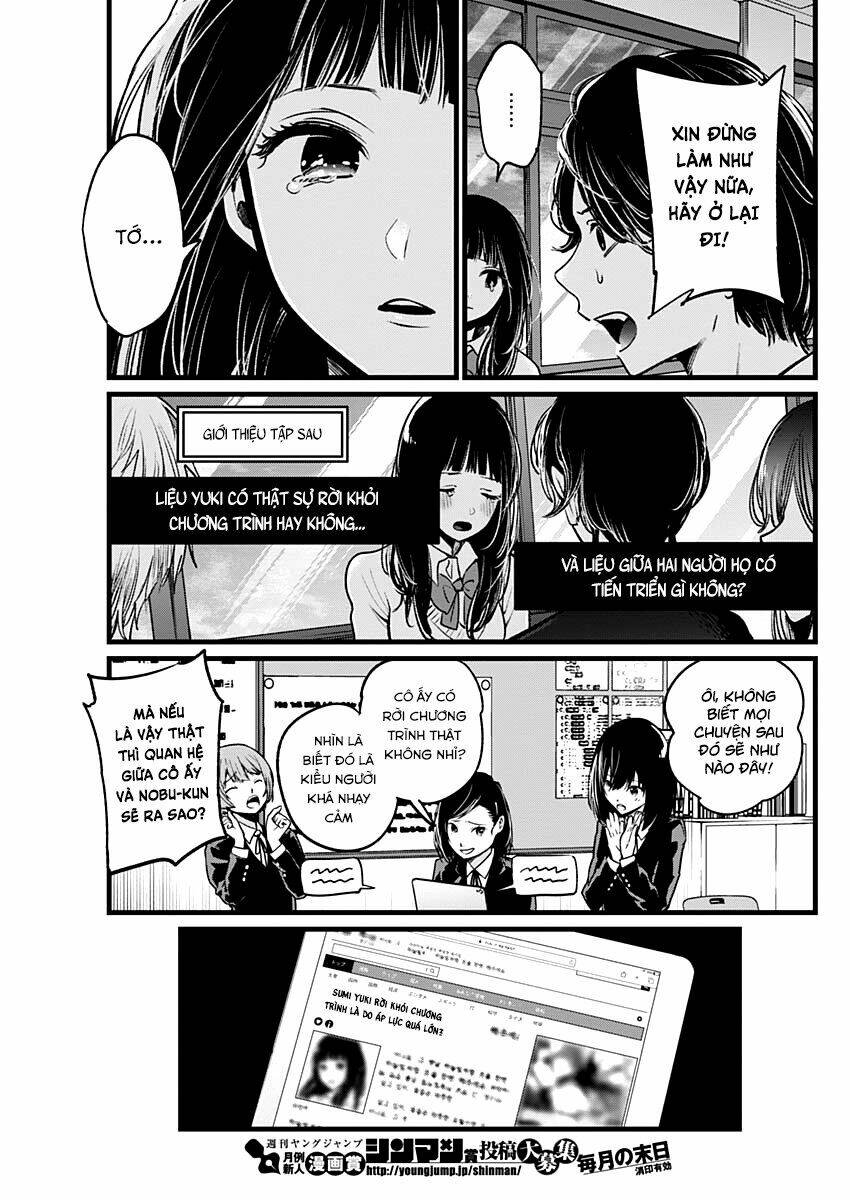 XIN ĐỪNG
LÀM NHƯ
VẬY NỮA,
HÃY Ở LẠI
ĐI!
......
TỚ...
GIỚI THIỆU TẬP SAU
LIỆU YUKI CÓ THẬT SỰ RỜI KHỎI
CHƯƠNG TRÌNH HAY KHÔNG...
VÀ LIỆU GIỮA HAI NGƯỜI HỌ CÓ
TIẾN TRIỂN GÌ KHÔNG?
ÔI, KHÔNG
BIẾT MỌI
CHUYỆN SAU
ĐÓ SẼ NHƯ
NÀO ĐÂY!
CÔ ẤY CÓ
RỜI CHƯƠNG
TRÌNH THẬT
KHÔNG NHỈ?
NHÌN LÀ
BIẾT ĐÓ LÀ
KIỂU NGƯỜI
KHÁ NHẠY
CẢM
MÀ NẾU
LÀ VẬY THẬT
THÌ QUAN HỆ
GIỮA CÔ ẤY
VÀ NOBU-KUN
SẼ RA SAO?
トップ
SUMI YUKI RỜI KHỎI CHƯƠNG
TRÌNH LÀ DO ÁP LỰC QUÁ LỚN?
週刊ヤングジャンプ
月例
新人
漫画賞
シンマン賞
http://youngjump.jp/shinman/
投稿大募集
毎月の末日
消印有効